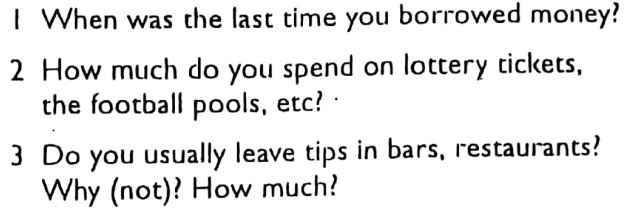 1 When was the last time you borrowed money?
2 How much do you spend on lottery tickets,
the football pools, etc?
3 Do you usually leave tips in bars, restaurants?
Why (not)? How much?